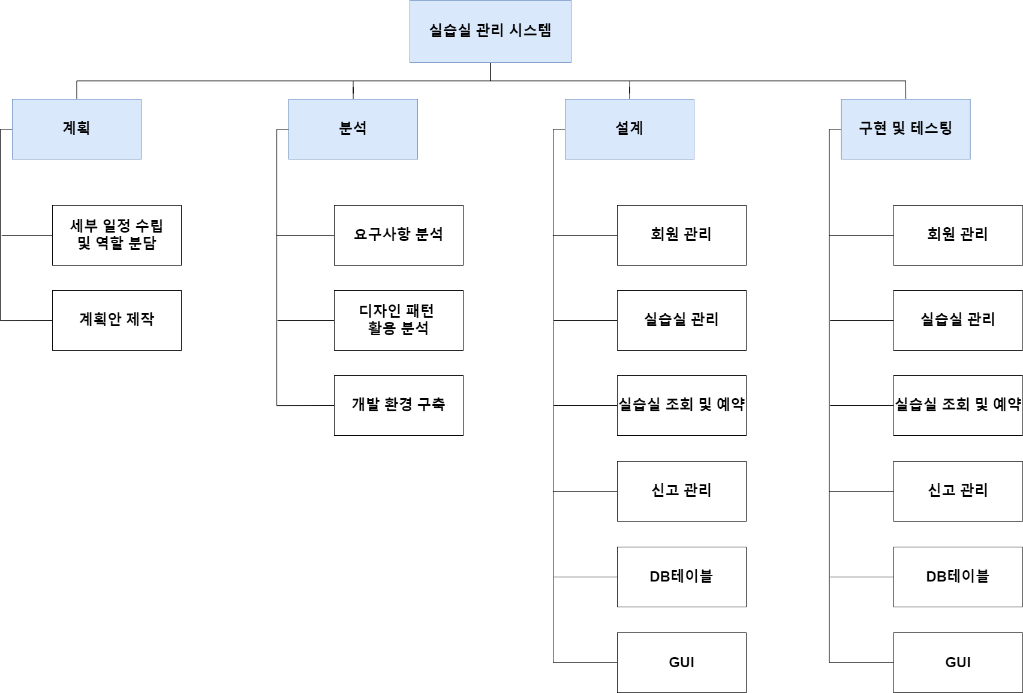 실습실 관리 시스템
계획
분석
설계
구현 및 테스팅
세부 일정 수립
및 역할 분담
계획안 제작
요구사항 분석
디자인 패턴
활용 분석
개발 환경 구축
회원 관리
실습실 관리
실습실 조회 및 예약
신고 관리
DB테이블
GUI
회원 관리
실습실 관리
실습실 조회 및 예약
신고 관리
DB테이블
GUI